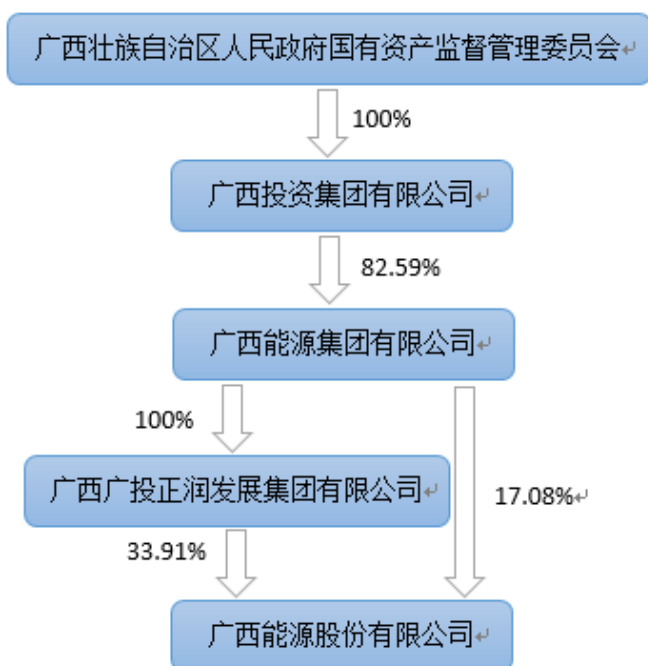 广西壮族自治区人民政府国有资产监督管理委员会
100%
广西投资集团有限公司
82.59%
广西能源集团有限公司
100%
17.08%
广西广投正润发展集团有限公司
33.91%
广西能源股份有限公司